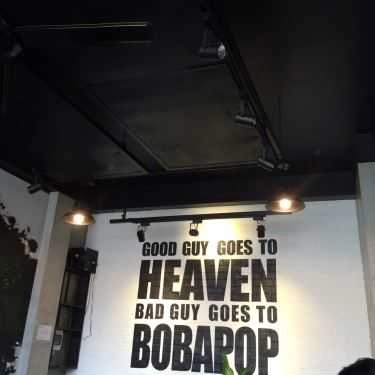 GOOD GUY GOES TO
HEAVEN
BAD GUY GOES TO
BOBAPOP